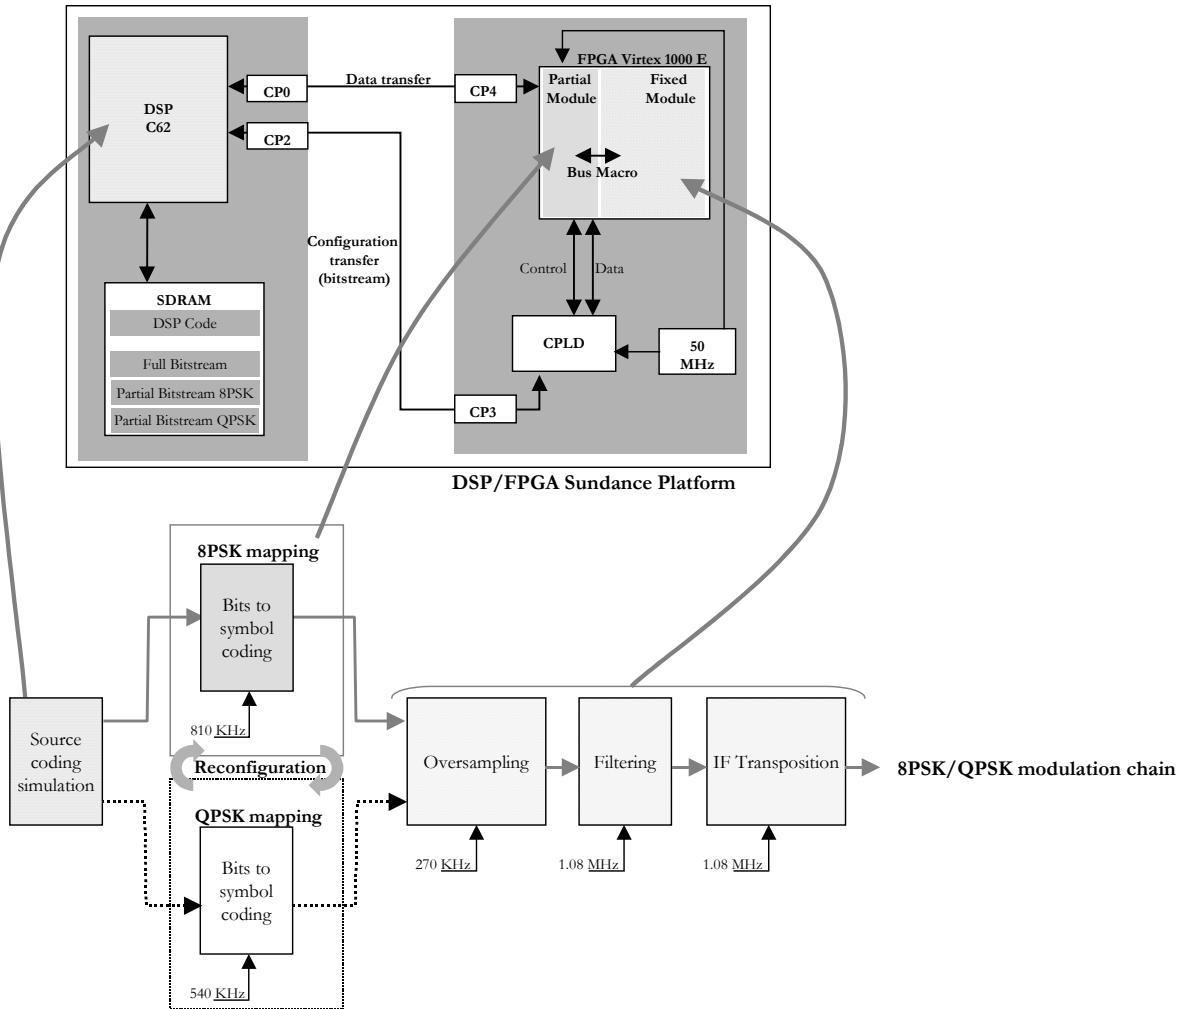 FPGA Virtex 1000 E
DSP
C62
CP0
Data transfer
CP4
Partial
Module
Fixed
Module
CP2
Bus Macro
Configuration
transfer
(bitstream)
Control
Data
SDRAM
DSP Code
Full Bitstream
Partial Bitstream 8PSK
Partial Bitstream QPSK
CPLD
50
MHz
CP3
DSP/FPGA Sundance Platform
8PSK mapping
Bits to
symbol
coding
810 KHz
Source
coding
simulation
Reconfiguration
Oversampling
Filtering
IF Transposition
8PSK/QPSK modulation chain
QPSK mapping
Bits to
symbol
coding
270 KHz
1.08 MHz
1.08 MHz
540 KHz